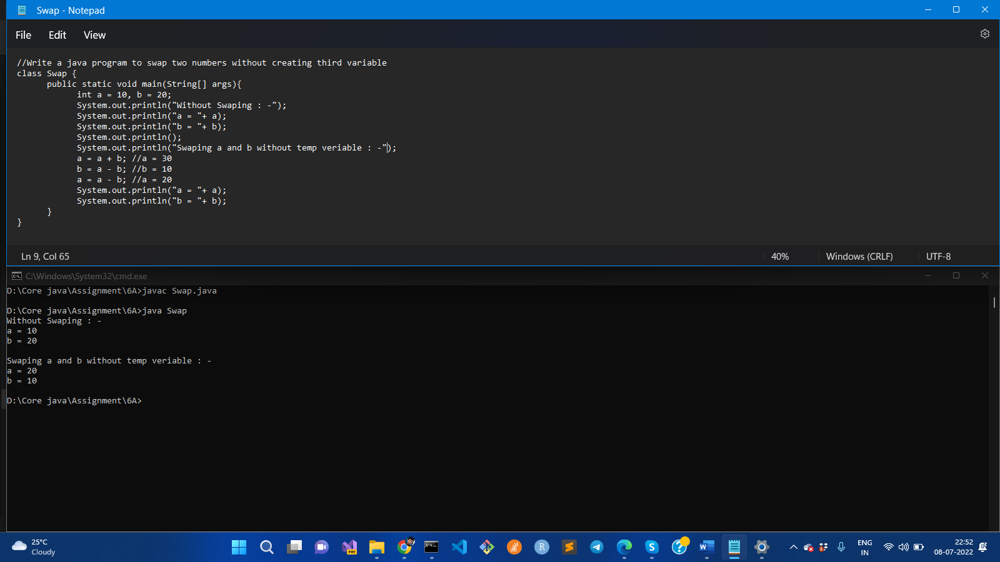 Swap - Notepad
File Edit View
//Write a java program to swap two numbers without creating third variable
class Swap {
public static void main(String[] args){
int a = 10, b = 20;
System.out.println("Without Swaping : -");
System.out.println("a = "+ a);
System.out.println("b = "+ b);
System.out.println();
System.out.println("Swaping a and b without temp veriable : -");
a = a + b; //a = 30
b = a - b; //b = 10
a = a - b; //a = 20
System.out.println("a = "+ a);
System.out.println("b = "+ b);
}
}
Ln 9, Col 65 40% Windows (CRLF) UTF-8
C:\Windows\System32\cmd.exe
D:\Core java\Assignment\6A>javac Swap.java
D:\Core java\Assignment\6A>java Swap
Without Swaping : -
a = 10
b = 20
Swaping a and b without temp veriable : -
a = 20
b = 10
D:\Core java\Assignment\6A>
25°C
Cloudy
PRE
R
S
W
ENG
IN
22:52
08-07-2022